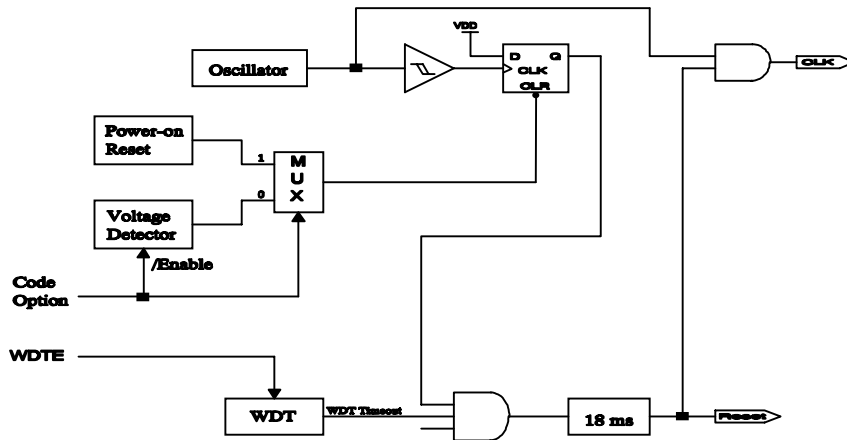 VDD
Oscillator
D Q
CLK
CLR
CLK
Power-on
Reset
1
M
U
X
0
Voltage
Detector
/Enable
Code
Option
WDTE
WDT
WDT Timeout
18 ms
Reset